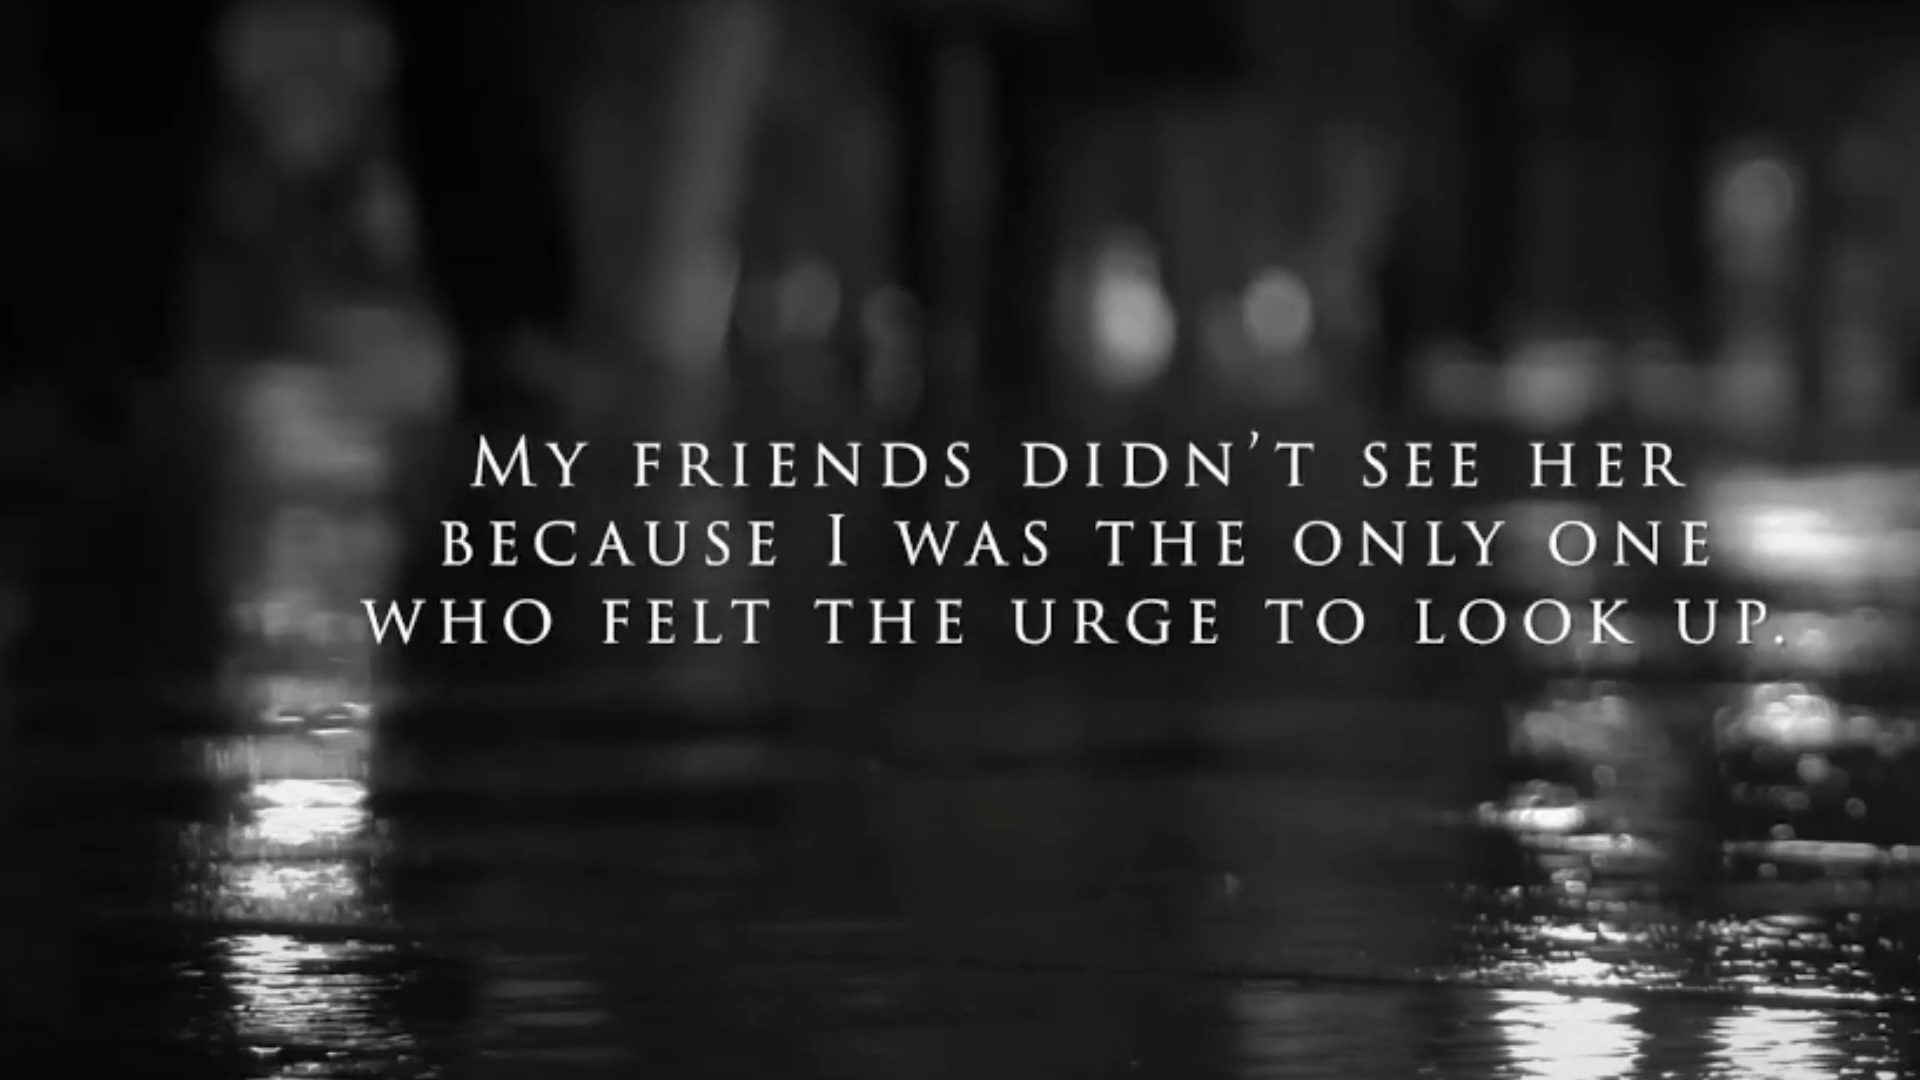 My friends didn't see her
because I was the only one
who felt the urge to look up.